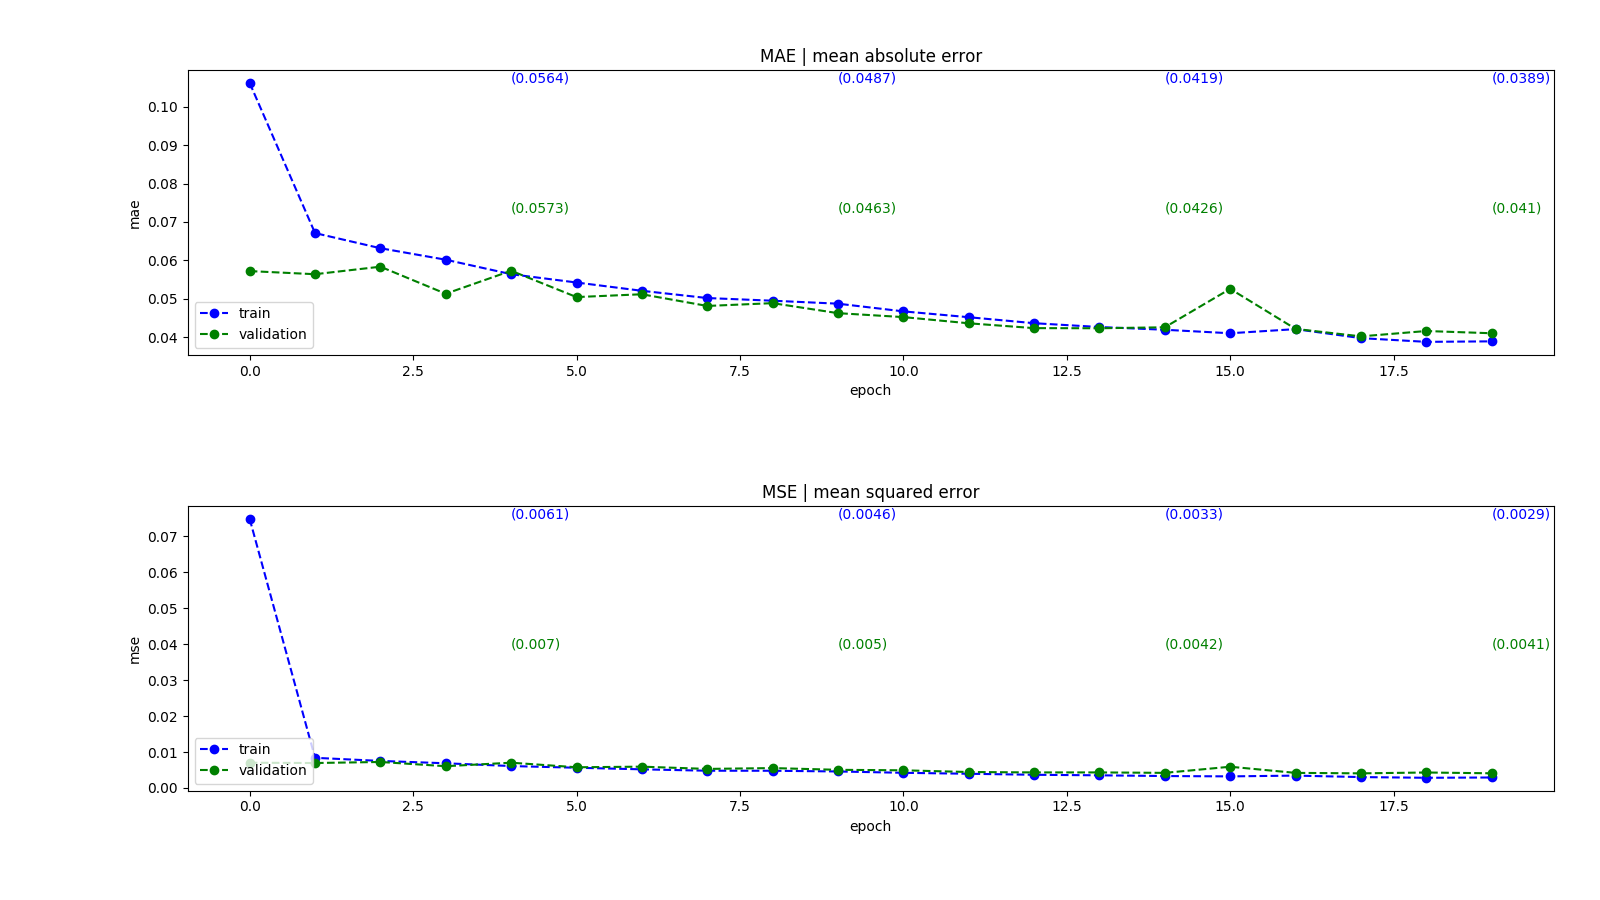 MAE | mean absolute error
(0.0564) (0.0487) (0.0419) (0.0389)
0.10
0.09
0.08
(0.0573) (0.0463) (0.0426) (0.041)
0.07
mae
0.06
0.05
0.04
train
validation
0.0 2.5 5.0 7.5 10.0 12.5 15.0 17.5
epoch
MSE | mean squared error
(0.0061) (0.0046) (0.0033) (0.0029)
0.07
0.06
0.05
0.04
(0.007) (0.005) (0.0042) (0.0041)
mse
0.03
0.02
0.01
0.00
train
validation
0.0 2.5 5.0 7.5 10.0 12.5 15.0 17.5
epoch